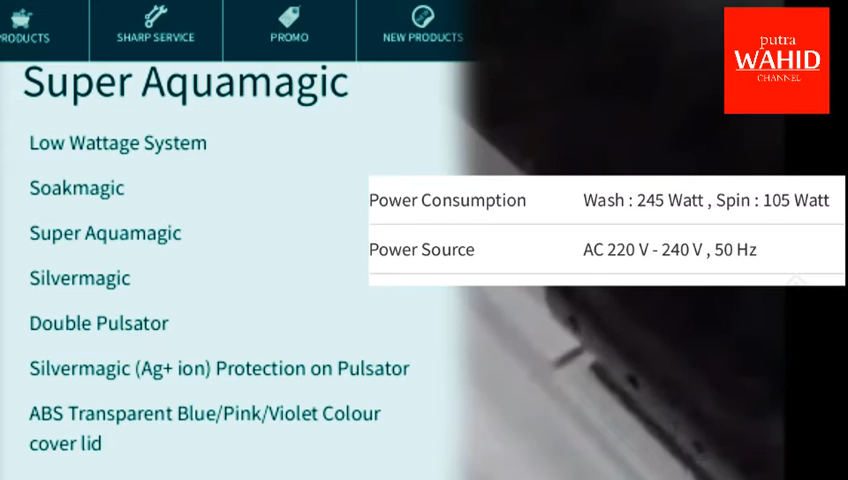 PRODUCTS
SHARP SERVICE
PROMO
NEW PRODUCTS
putra
WAHID
CHANNEL
Super Aquamagic
Low Wattage System
Soakmagic
Super Aquamagic
Silvermagic
Double Pulsator
Silvermagic (Ag+ ion) Protection on Pulsator
ABS Transparent Blue/Pink/Violet Colour
cover lid
Power Consumption Wash : 245 Watt , Spin : 105 Watt
Power Source AC 220 V - 240 V , 50 Hz